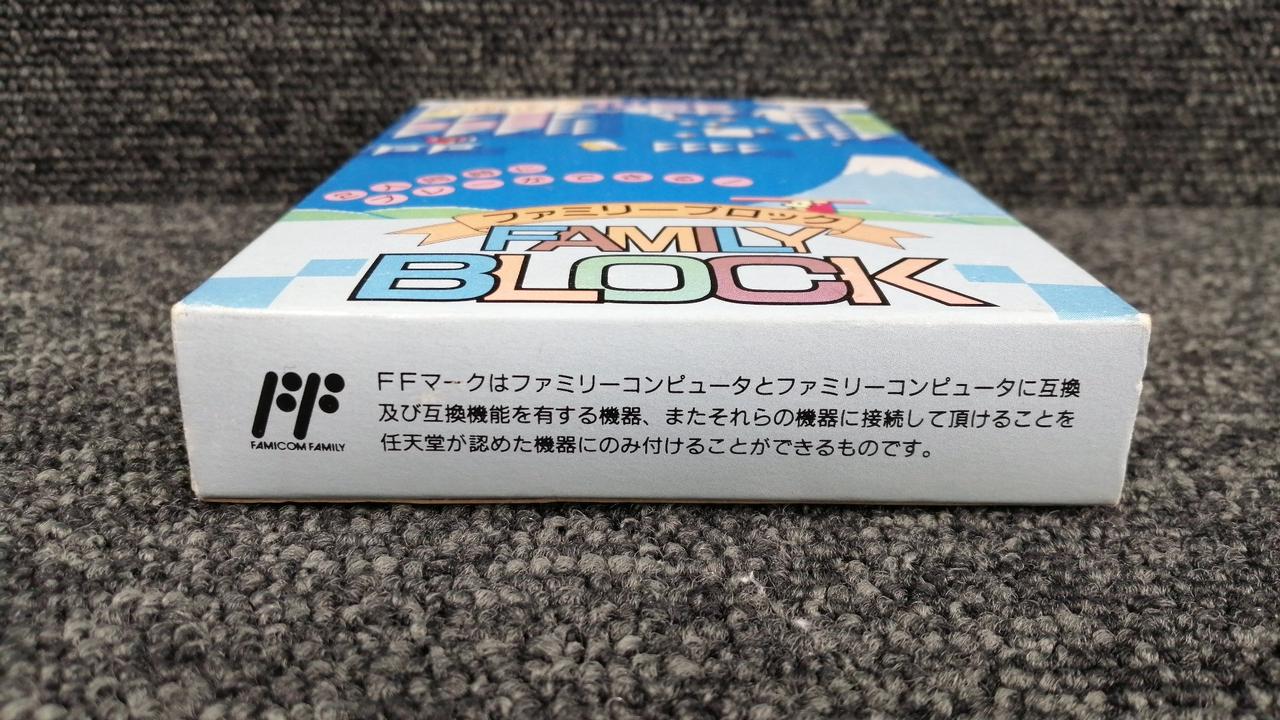 ファミリーブロック
FAMILY
BLOCK
FFマークはファミリーコンピュータとファミリーコンピュータに互換
及び互換機能を有する機器、またそれらの機器に接続して頂けることを
任天堂が認めた機器にのみ付けることができるものです。
FF
FAMICOM FAMILY